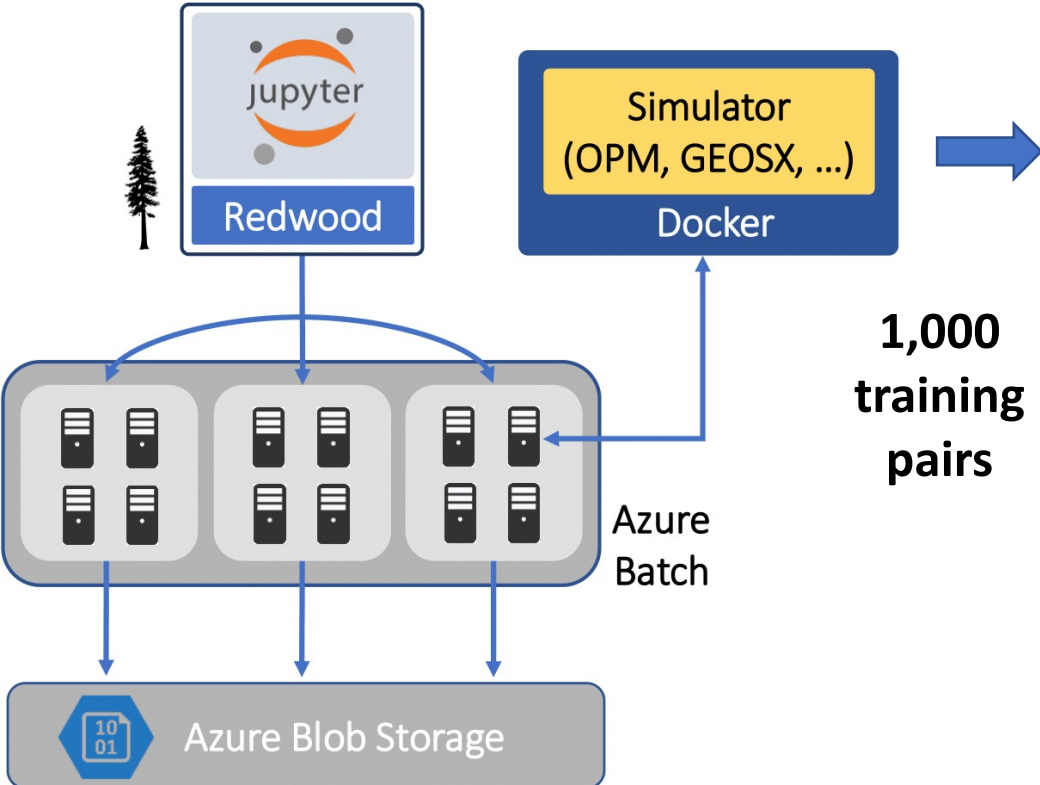 jupyter
Redwood
Simulator
(OPM, GEOSX, ...)
Docker
1,000
training
pairs
Azure
Batch
10
01
Azure Blob Storage